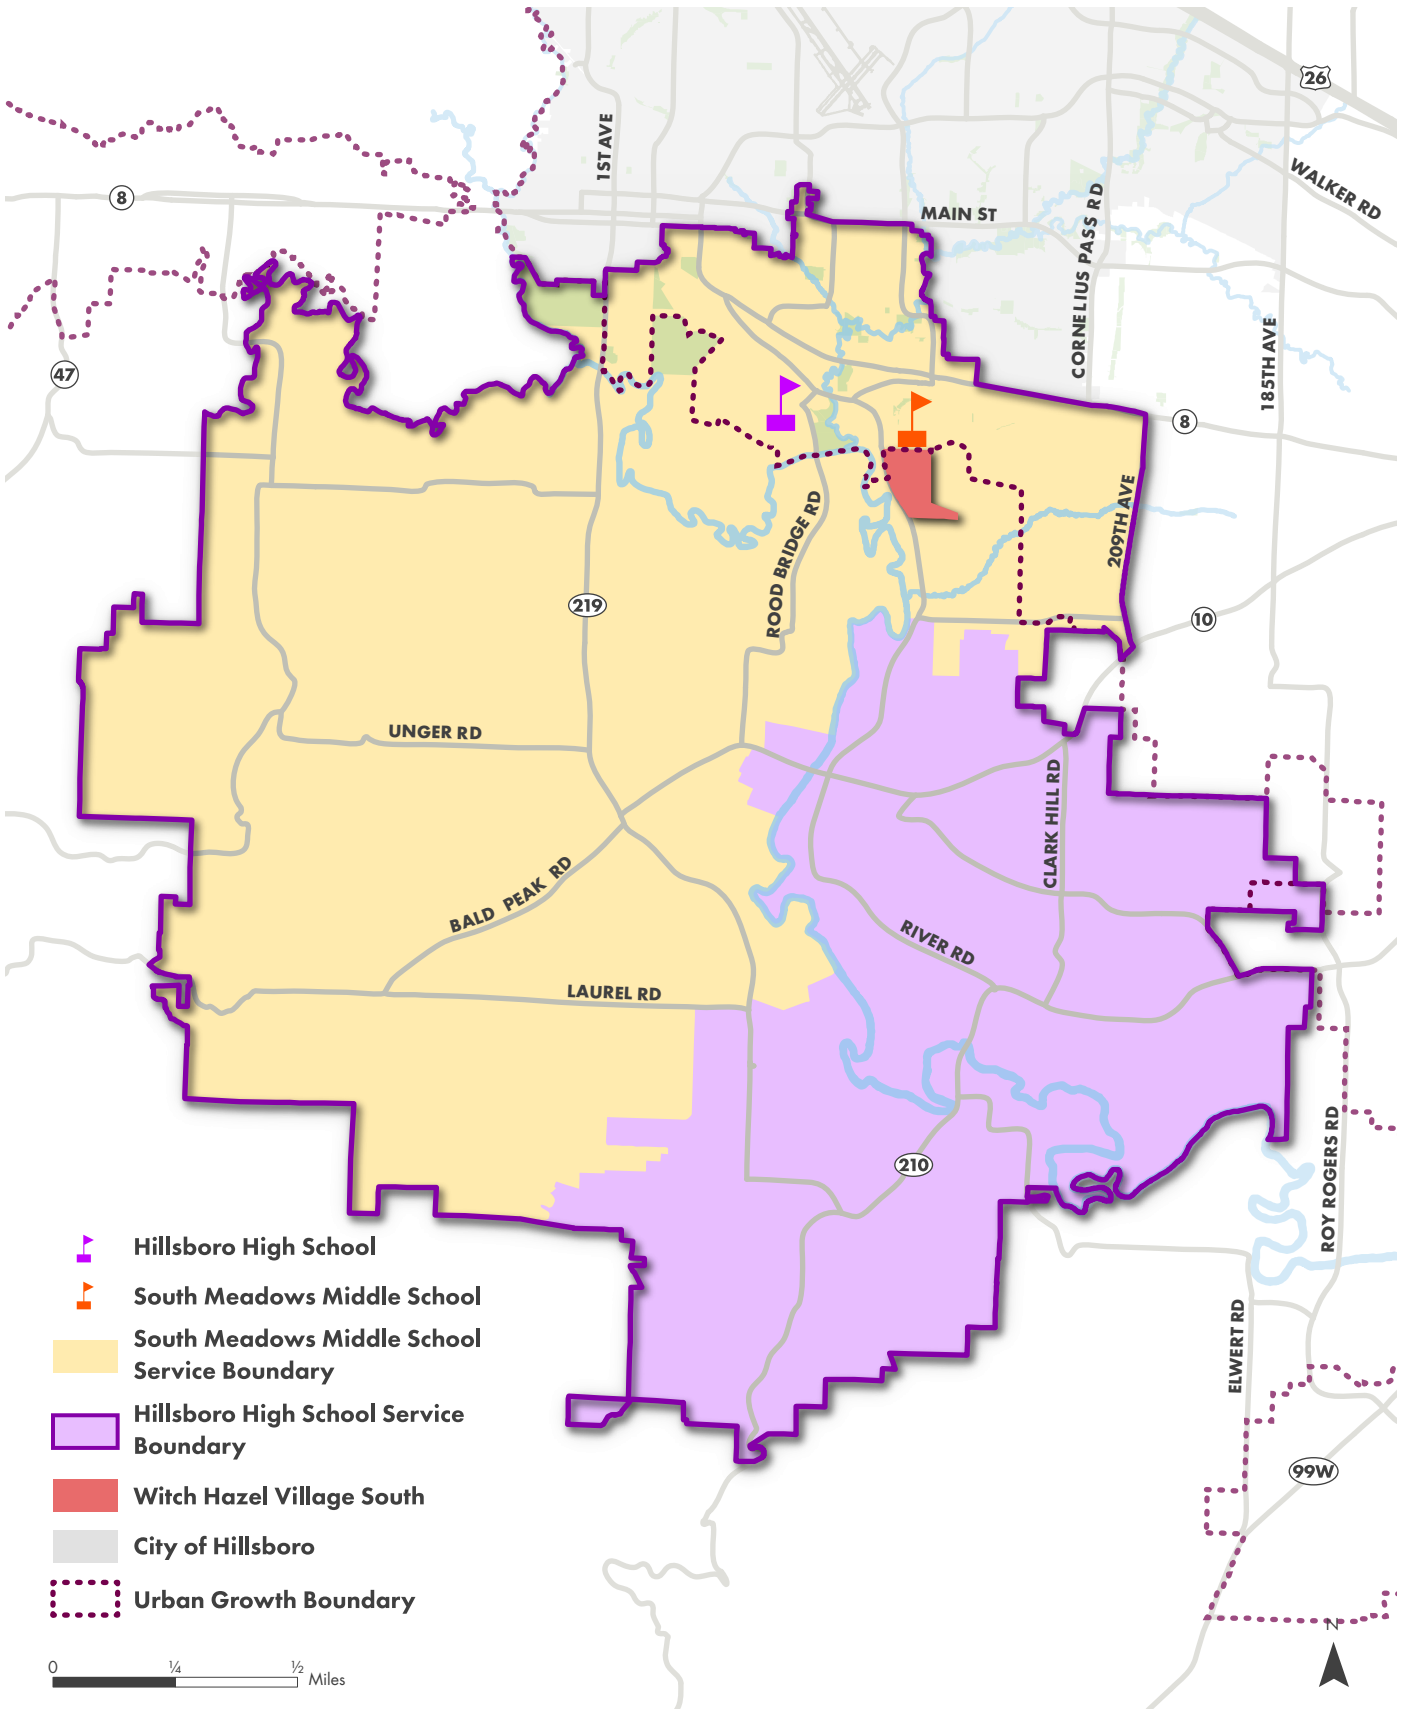 26
1ST AVE
WALKER RD
8
MAIN ST
CORNELIUS PASS RD
185TH AVE
47
8
209TH AVE
ROOD BRIDGE RD
219
10
UNGER RD
CLARK HILL RD
BALD PEAK RD
RIVER RD
LAUREL RD
210
ROY ROGERS RD
ELWERT RD
99W
Hillsboro High School
South Meadows Middle School
South Meadows Middle School
Service Boundary
Hillsboro High School Service
Boundary
Witch Hazel Village South
City of Hillsboro
Urban Growth Boundary
0 ¼ ½ Miles
N